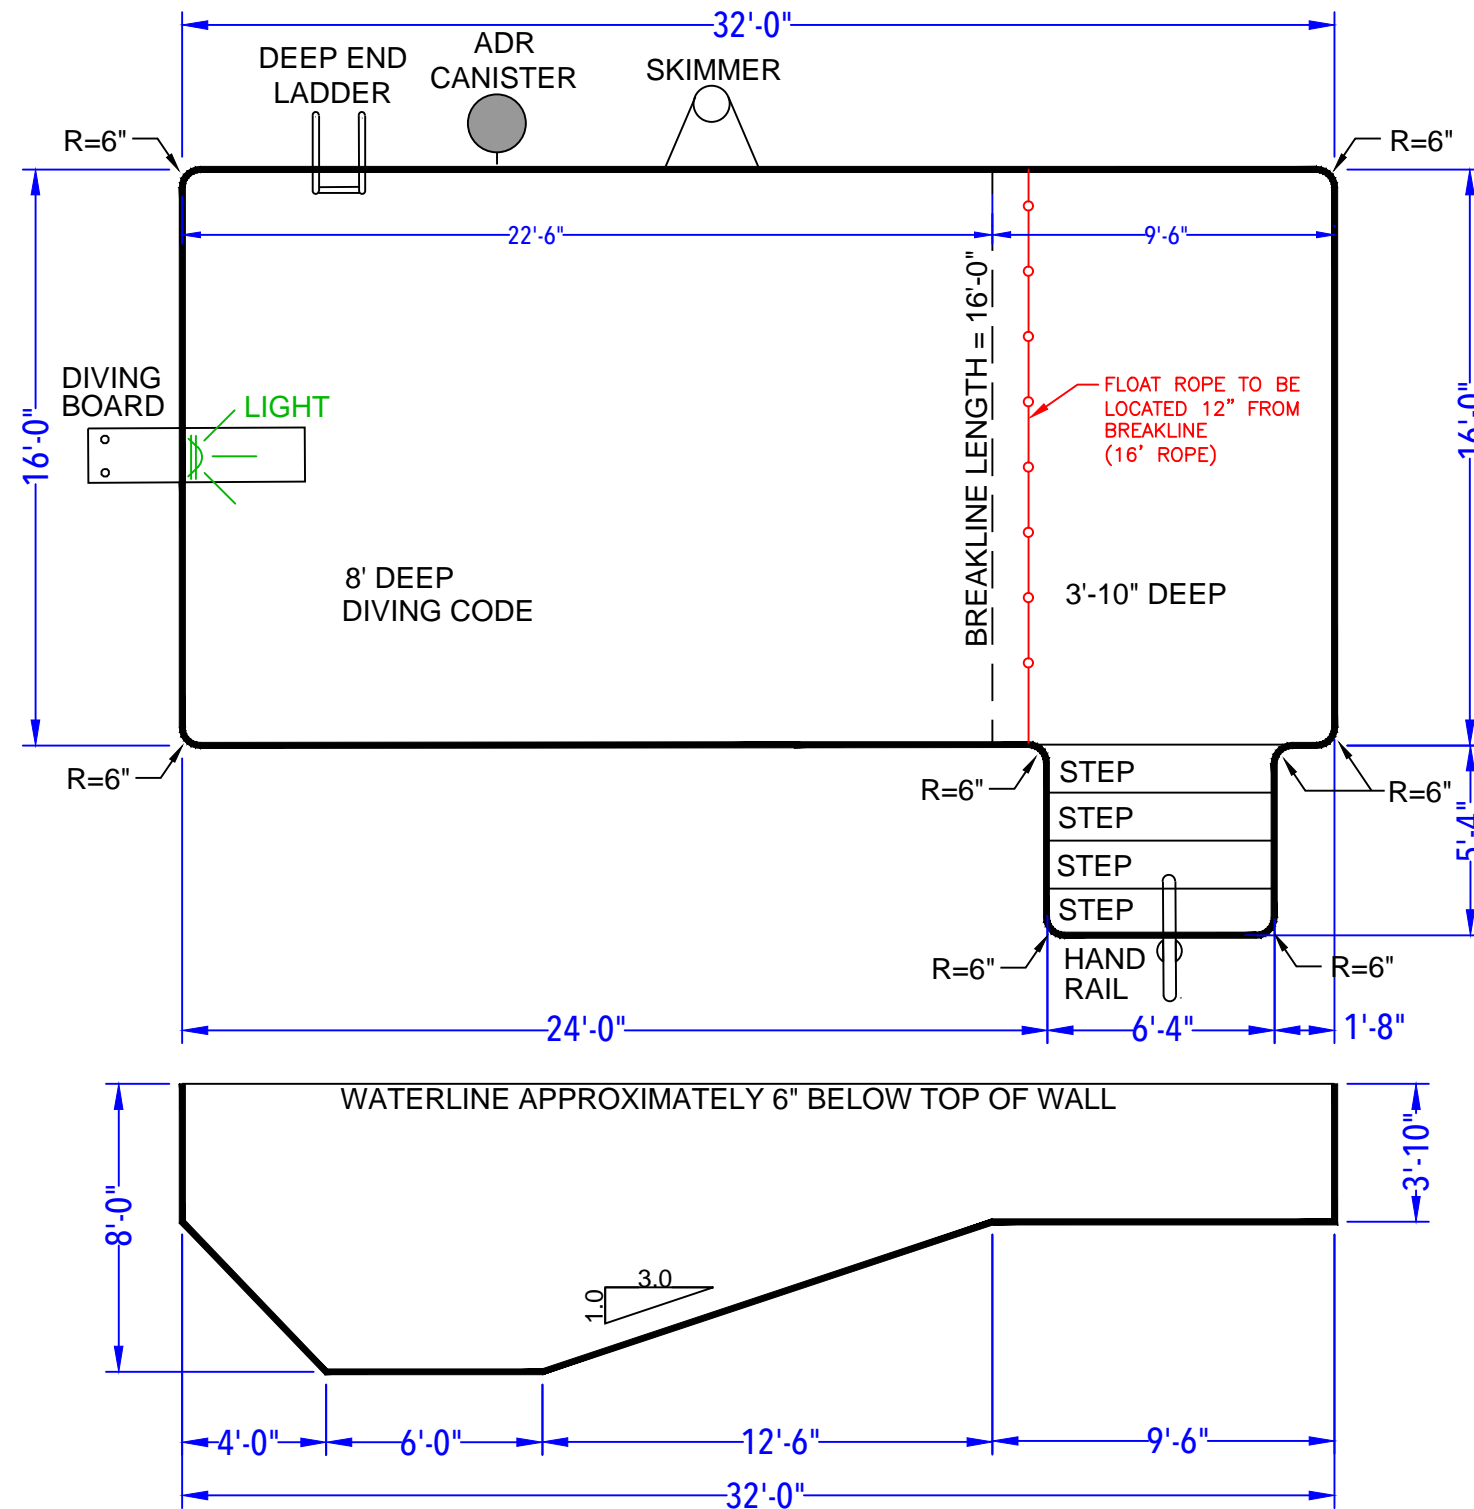 32'-0"
DEEP END
LADDER
ADR
CANISTER
SKIMMER
R=6"
R=6"
22'-6"
9'-6"
BREAKLINE LENGTH = 16'-0"
DIVING
BOARD
LIGHT
FLOAT ROPE TO BE
LOCATED 12" FROM
BREAKLINE
(16' ROPE)
16'-0"
16'-0"
8' DEEP
DIVING CODE
3'-10" DEEP
R=6"
R=6"
R=6"
STEP
STEP
STEP
STEP
5'-4"
R=6"
HAND
RAIL
R=6"
24'-0"
6'-4"
1'-8"
WATERLINE APPROXIMATELY 6" BELOW TOP OF WALL
8'-0"
3'-10"
1.0
3.0
4'-0"
6'-0"
12'-6"
9'-6"
32'-0"